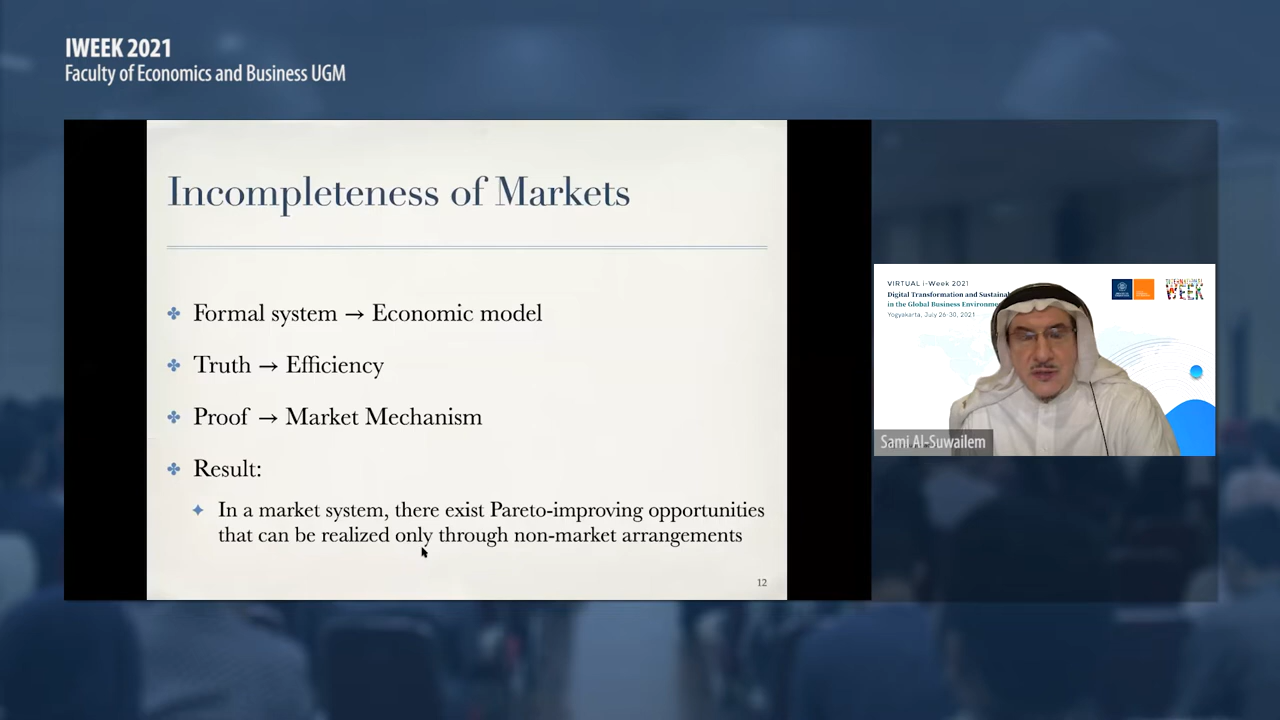 IWEEK 2021
Faculty of Economics and Business UGM
Incompleteness of Markets
Formal system → Economic model
Truth → Efficiency
Proof → Market Mechanism
Result:
In a market system, there exist Pareto-improving opportunities
that can be realized only through non-market arrangements
12
VIRTUAL i-Week 2021
Digital Transformation and
in the Global Business
Yogyakarta, July 26-30, 2021
WEEK
Sami Al-Suwailem